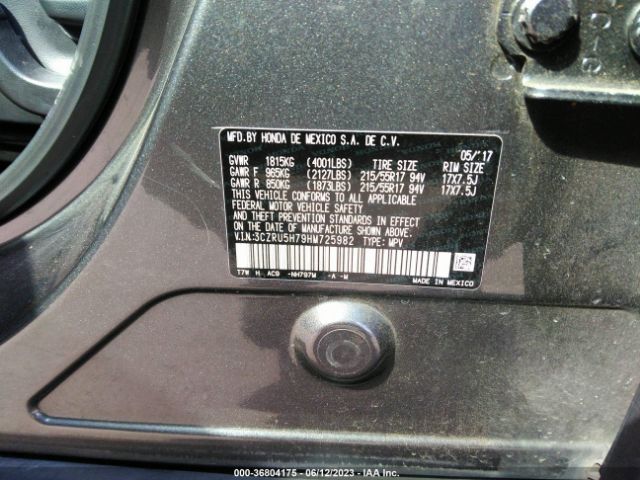 MFD.BY HONDA DE MEXICO S.A. DE C.V.
05/'17
GVWR 1815KG (4001LBS) TIRE SIZE RIM SIZE
GAWR F 965KG (2127LBS) 215/55R17 94V 17X7.5J
GAWR R 850KG (1873LBS) 215/55R17 94V 17X7.5J
THIS VEHICLE CONFORMS TO ALL APPLICABLE
FEDERAL MOTOR VEHICLE SAFETY
AND THEFT PREVENTION STANDARDS IN EFFECT
ON THE DATE OF MANUFACTURE SHOWN ABOVE.
V.I.N:3CZRU5H79HM725982 TYPE: MPV
T7W H AC9 -NH797M -A -M
MADE IN MEXICO
000-36804175 - 06/12/2023 - IAA Inc.